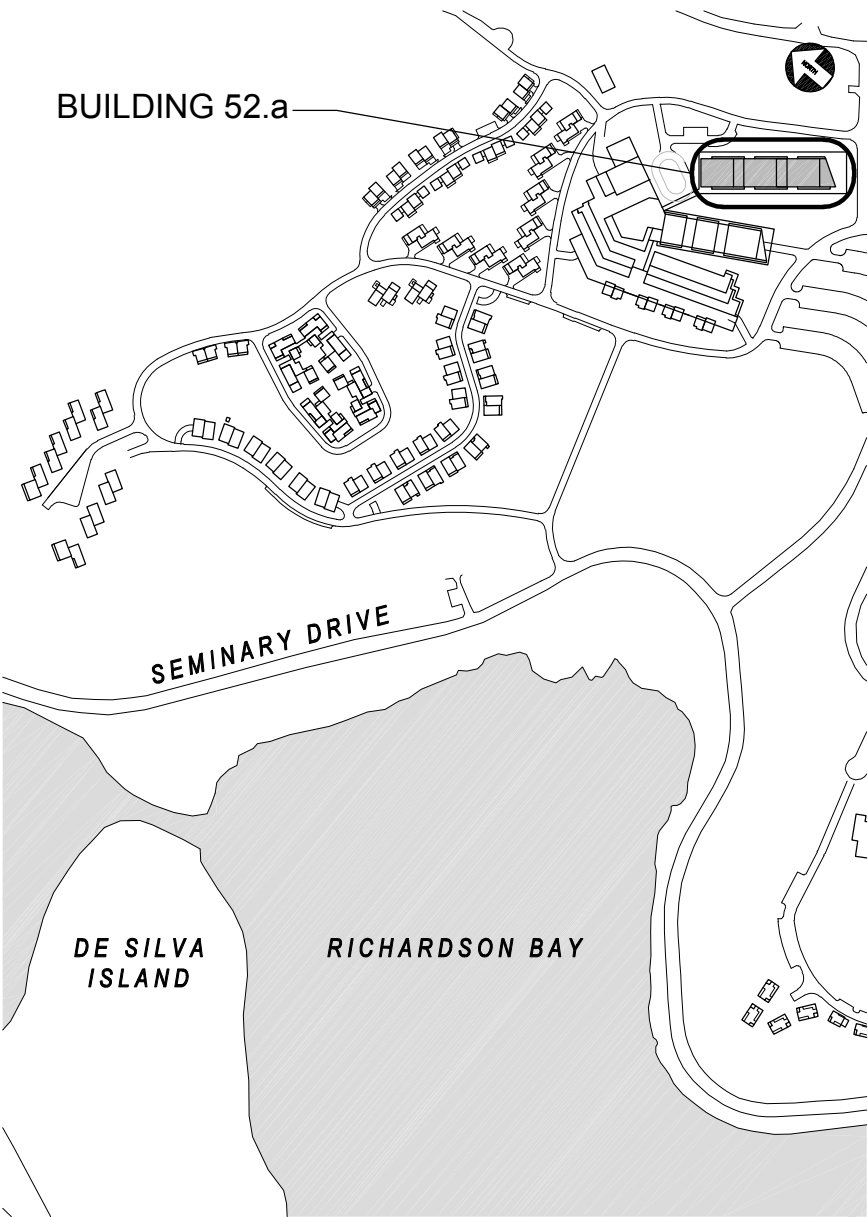 NORTH
BUILDING 52.a
SEMINARY DRIVE
DE SILVA
ISLAND
RICHARDSON BAY